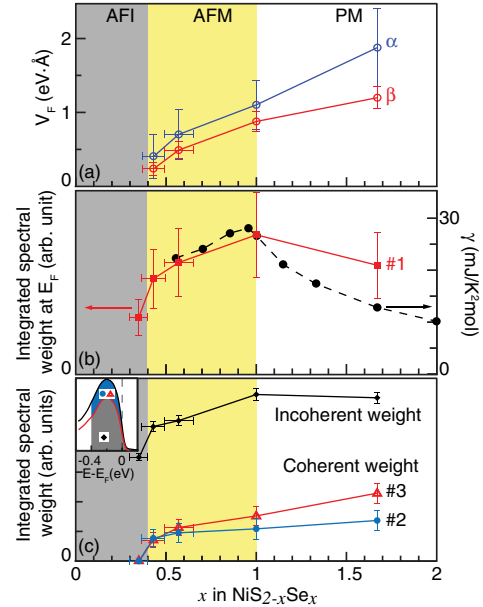 AFI AFM PM
V_F (eV·Å)
2
1
0
α
β
(a)
Integrated spectral
weight at E_F (arb. unit)
0
#1
30
0
γ (mJ/K²mol)
(b)
Integrated spectral
weight (arb. units)
0
-0.4 0
E-E_F(eV)
Incoherent weight
Coherent weight
#3
#2
(c)
0 0.5 1.0 1.5 2
x in NiS_{2-x}Se_x